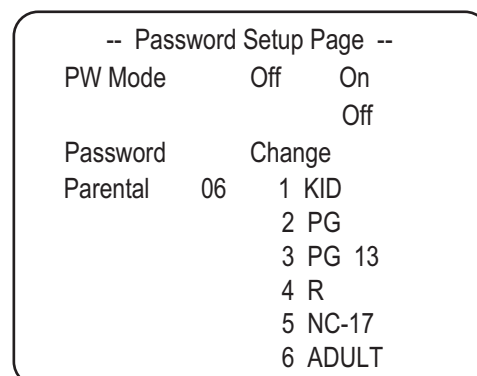 -- Password Setup Page --
PW Mode Off On
Off
Password Change
Parental 06 1 KID
2 PG
3 PG 13
4 R
5 NC-17
6 ADULT